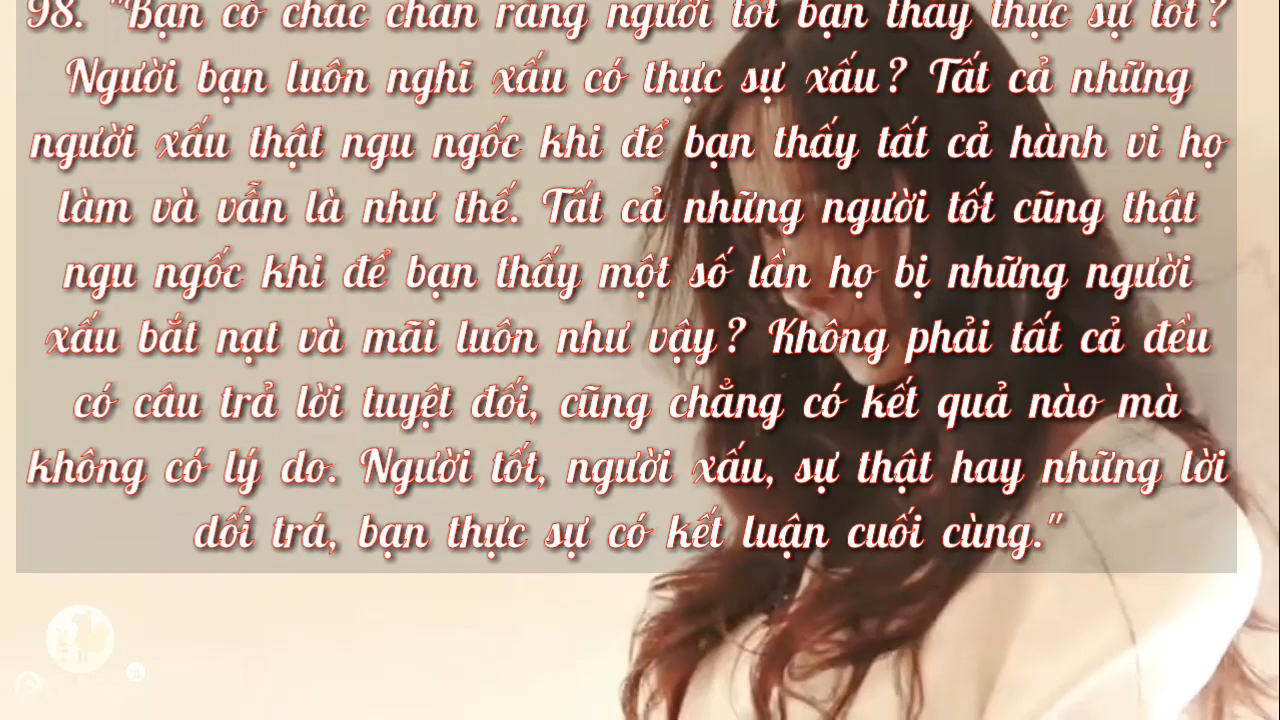 98. "Bạn có chắc chắn rằng người tốt bạn thấy thực sự tốt?
Người bạn luôn nghĩ xấu có thực sự xấu? Tất cả những
người xấu thật ngu ngốc khi để bạn thấy tất cả hành vi họ
làm và vẫn là như thế. Tất cả những người tốt cũng thật
ngu ngốc khi để bạn thấy một số lần họ bị những người
xấu bắt nạt và mãi luôn như vậy? Không phải tất cả đều
có câu trả lời tuyệt đối, cũng chẳng có kết quả nào mà
không có lý do. Người tốt, người xấu, sự thật hay những lời
dối trá, bạn thực sự có kết luận cuối cùng."